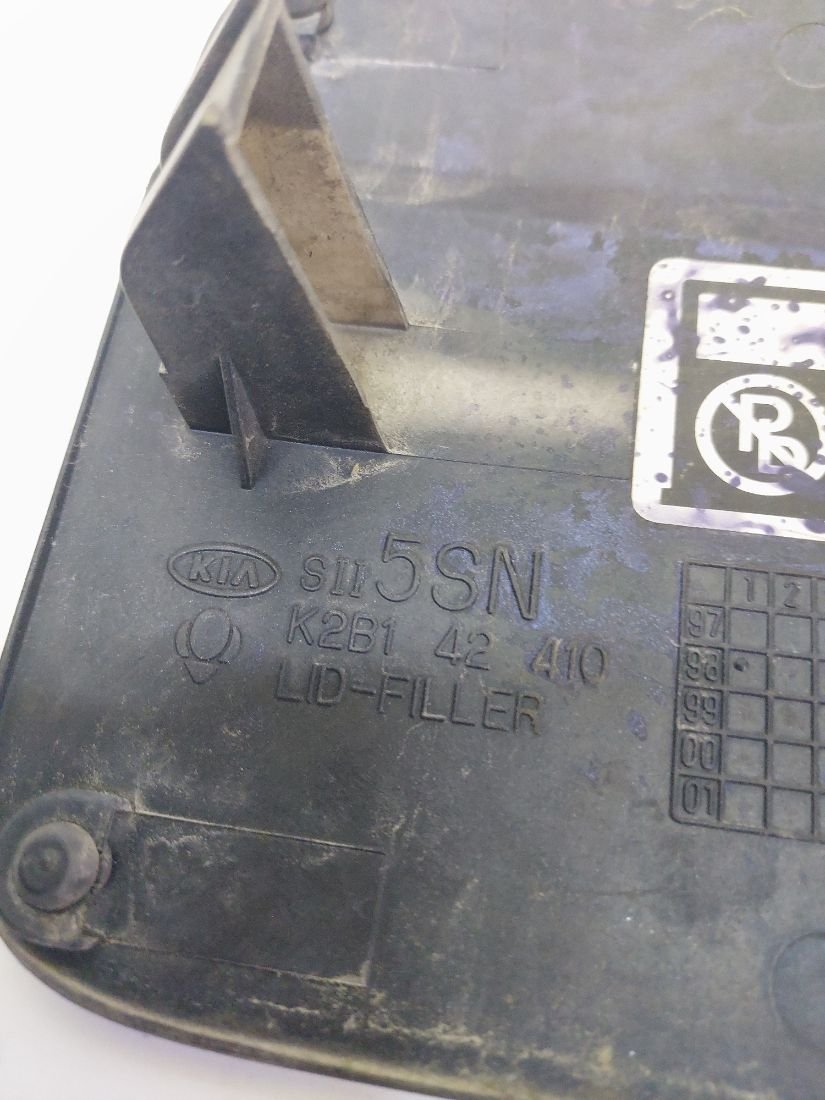 KIA SII 5SN
K2B1 42 410
LID-FILLER
1 2
97
98
99
00
01